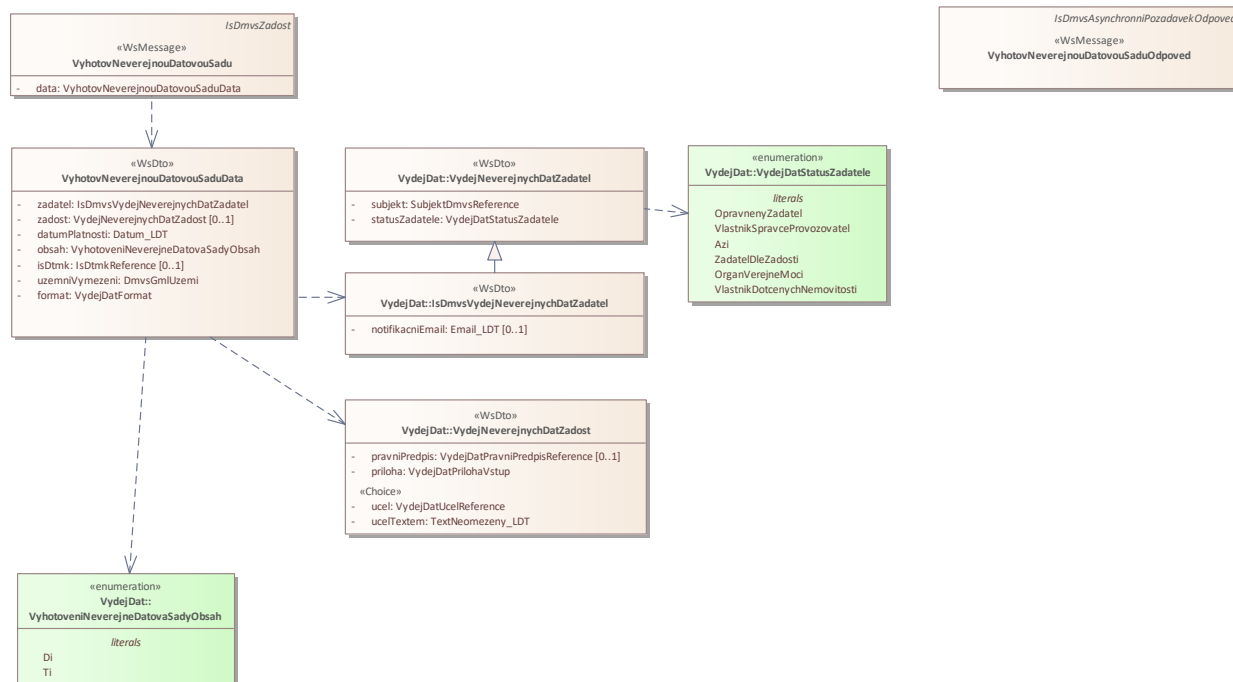 IsDmvsZadost
«WsMessage»
VyhotovNeverejnouDatovouSadu
- data: VyhotovNeverejnouDatovouSaduData
IsDmvsAsynchronniPozadavekOdpoved
«WsMessage»
VyhotovNeverejnouDatovouSaduOdpoved
«WsDto»
VyhotovNeverejnouDatovouSaduData
- zadatel: IsDmvsVydejNeverejnychDatZadatel
- zadost: VydejNeverejnychDatZadost [0..1]
- datumPlatnosti: Datum_LDT
- obsah: VyhotoveniNeverejneDatovaSadyObsah
- isDtmk: IsDtmkReference [0..1]
- uzemniVymezeni: DmvsGmlUzemi
- format: VydejDatFormat
«WsDto»
VydejDat::VydejNeverejnychDatZadatel
- subjekt: SubjektDmvsReference
- statusZadatele: VydejDatStatusZadatele
«enumeration»
VydejDat::VydejDatStatusZadatele
literals
OpravnenyZadatel
VlastnikSpravceProvozovatel
Azi
ZadatelDleZadosti
OrganVerejneMoci
VlastnikDotcenychNemovitosti
«WsDto»
VydejDat::IsDmvsVydejNeverejnychDatZadatel
- notifikacniEmail: Email_LDT [0..1]
«WsDto»
VydejDat::VydejNeverejnychDatZadost
- pravniPredpis: VydejDatPravniPredpisReference [0..1]
- priloha: VydejDatPrilohaVstup
«Choice»
- ucel: VydejDatUcelReference
- ucelTextem: TextNeomezeny_LDT
«enumeration»
VydejDat::
VyhotoveniNeverejneDatovaSadyObsah
literals
Di
Ti